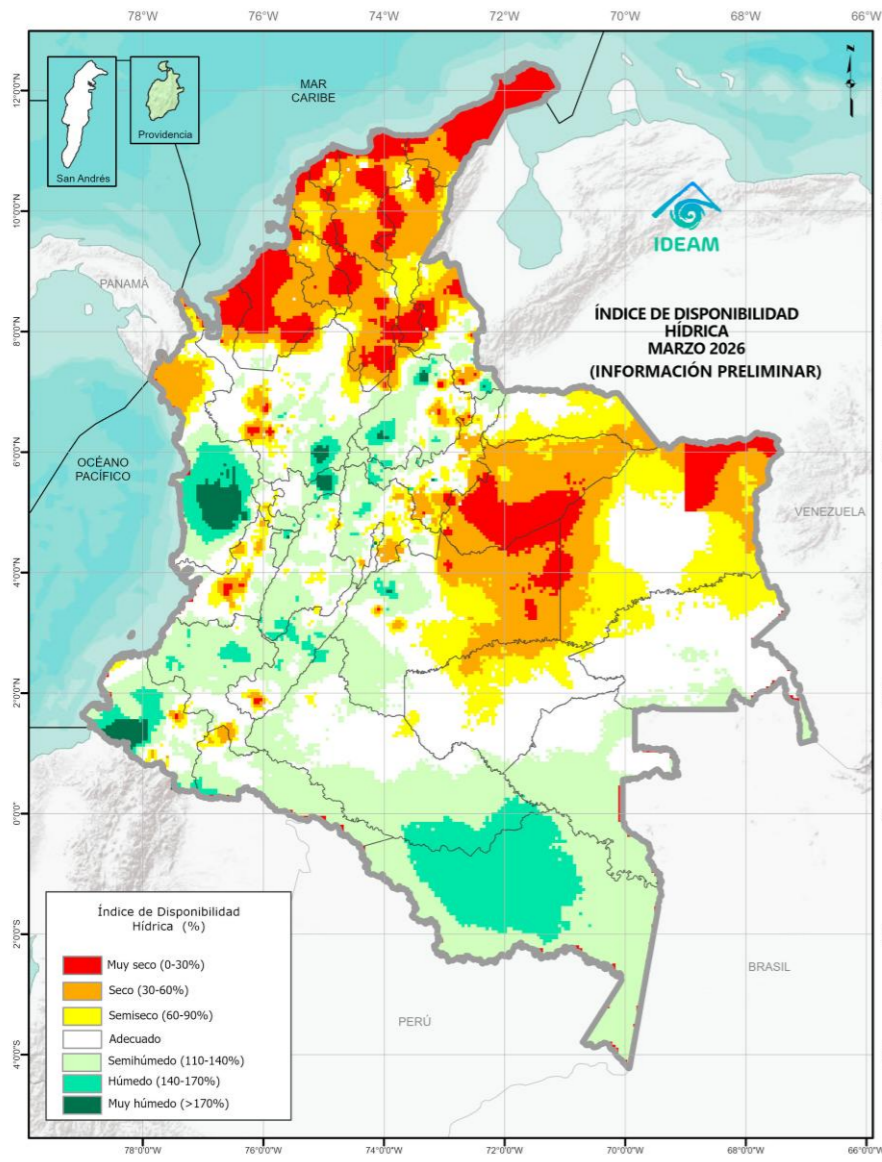 78°W
76°W
74°W
72°W
70°W
68°W
66°W
12°0'0"N
10°0'0"N
8°0'0"N
6°0'0"N
4°0'0"N
2°0'0"N
0°0'0"
2°0'0"S
4°0'0"S
San Andrés
Providencia
MAR
CARIBE
N
IDEAM
PANAMÁ
ÍNDICE DE DISPONIBILIDAD
HÍDRICA
MARZO 2026
(INFORMACIÓN PRELIMINAR)
OCÉANO
PACÍFICO
VENEZUELA
BRASIL
PERÚ
Índice de Disponibilidad
Hídrica (%)
Muy seco (0-30%)
Seco (30-60%)
Semiseco (60-90%)
Adecuado
Semihúmedo (110-140%)
Húmedo (140-170%)
Muy húmedo (>170%)
78°0'0"W
76°0'0"W
74°0'0"W
72°0'0"W
70°0'0"W
68°0'0"W
66°0'0"W